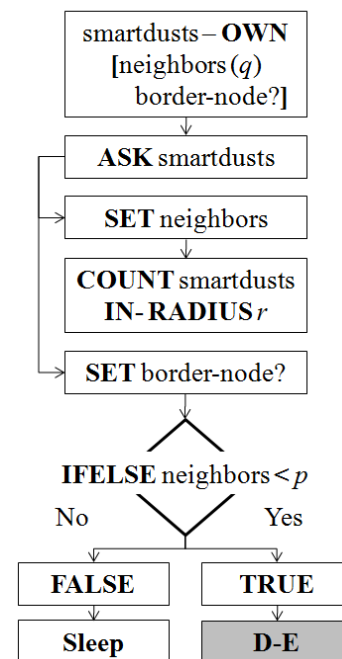 smartdusts – OWN
[neighbors (q)
border-node?]
ASK smartdusts
SET neighbors
COUNT smartdusts
IN- RADIUS r
SET border-node?
IFELSE neighbors < p
No
Yes
FALSE
TRUE
Sleep
D-E